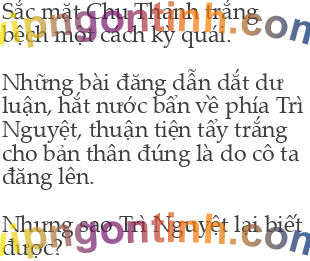 Sắc mặt Chu Thanh trắng
bệch một cách kỳ quái.

Những bài đăng dẫn dắt dư
luận, hắt nước bẩn về phía Trì
Nguyệt, thuận tiện tẩy trắng
cho bản thân đúng là do cô ta
đăng lên.

Nhưng sao Trì Nguyệt lại biết
được?